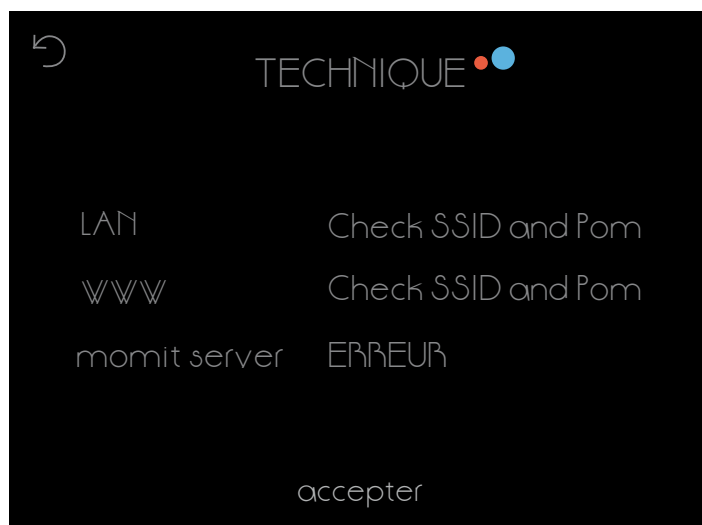 TECHNIQUE
LAN Check SSID and Pom
WWW Check SSID and Pom
momit server ERREUR
accepter